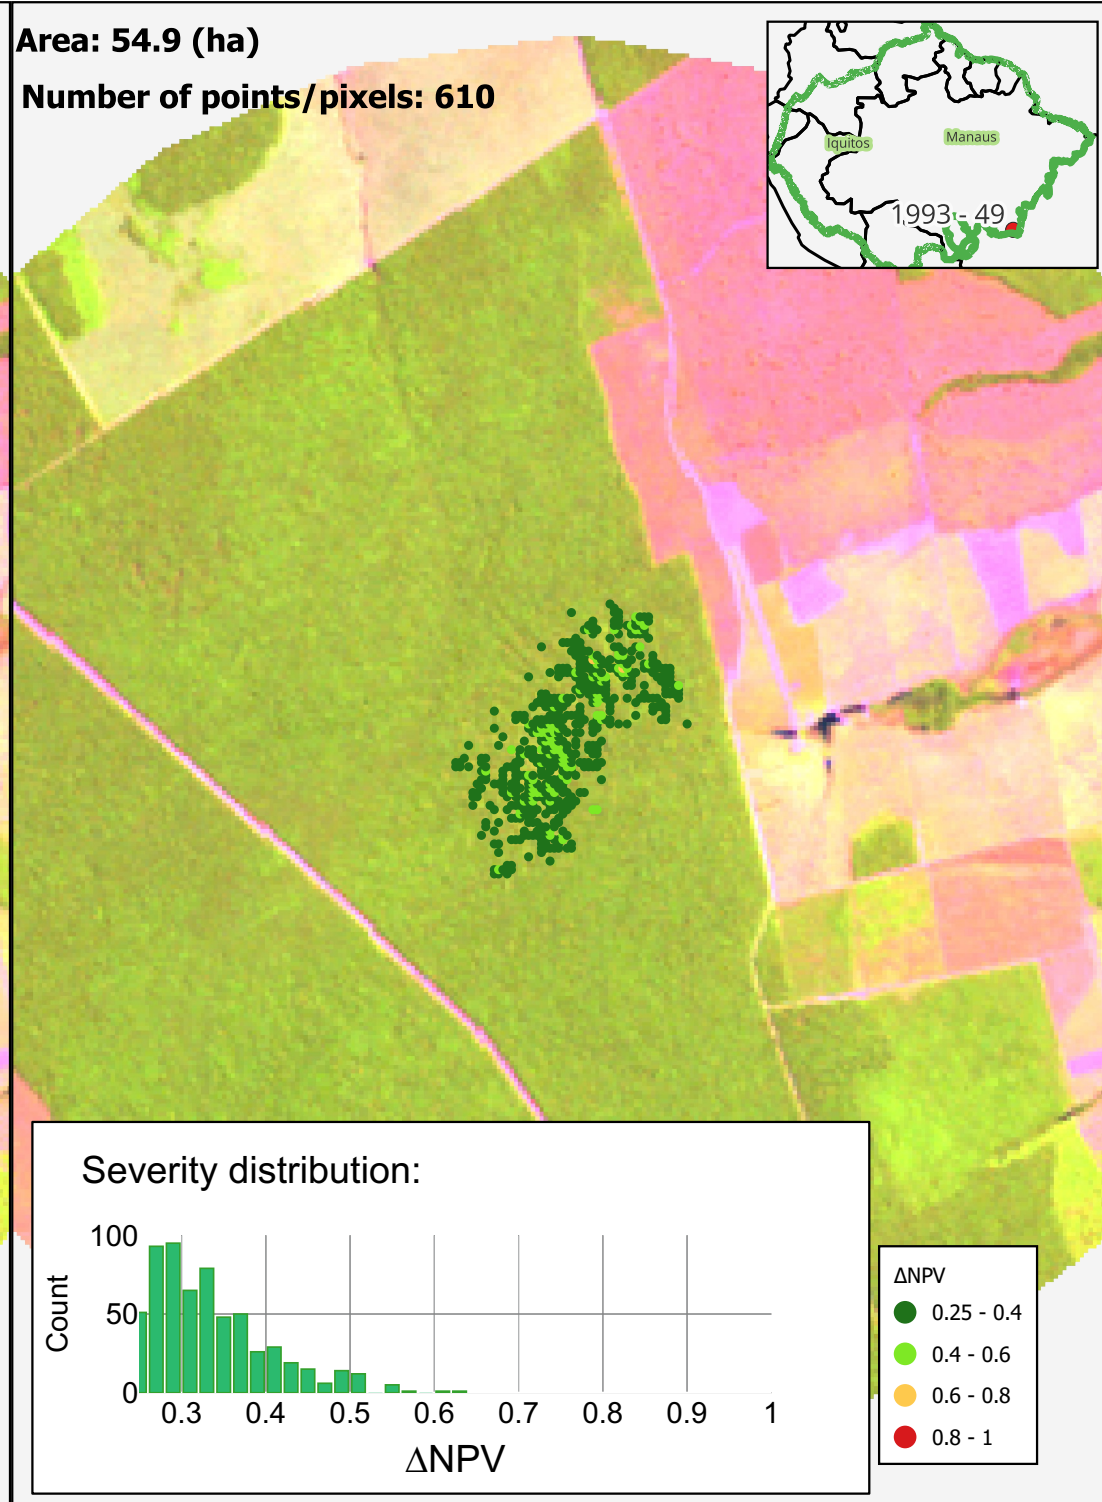 Area: 54.9 (ha)
Number of points/pixels: 610
Iquitos
Manaus
1993 - 49
Severity distribution:
100
50
0
Count
0.3 0.4 0.5 0.6 0.7 0.8 0.9 1
ΔNPV
ΔNPV
0.25 - 0.4
0.4 - 0.6
0.6 - 0.8
0.8 - 1